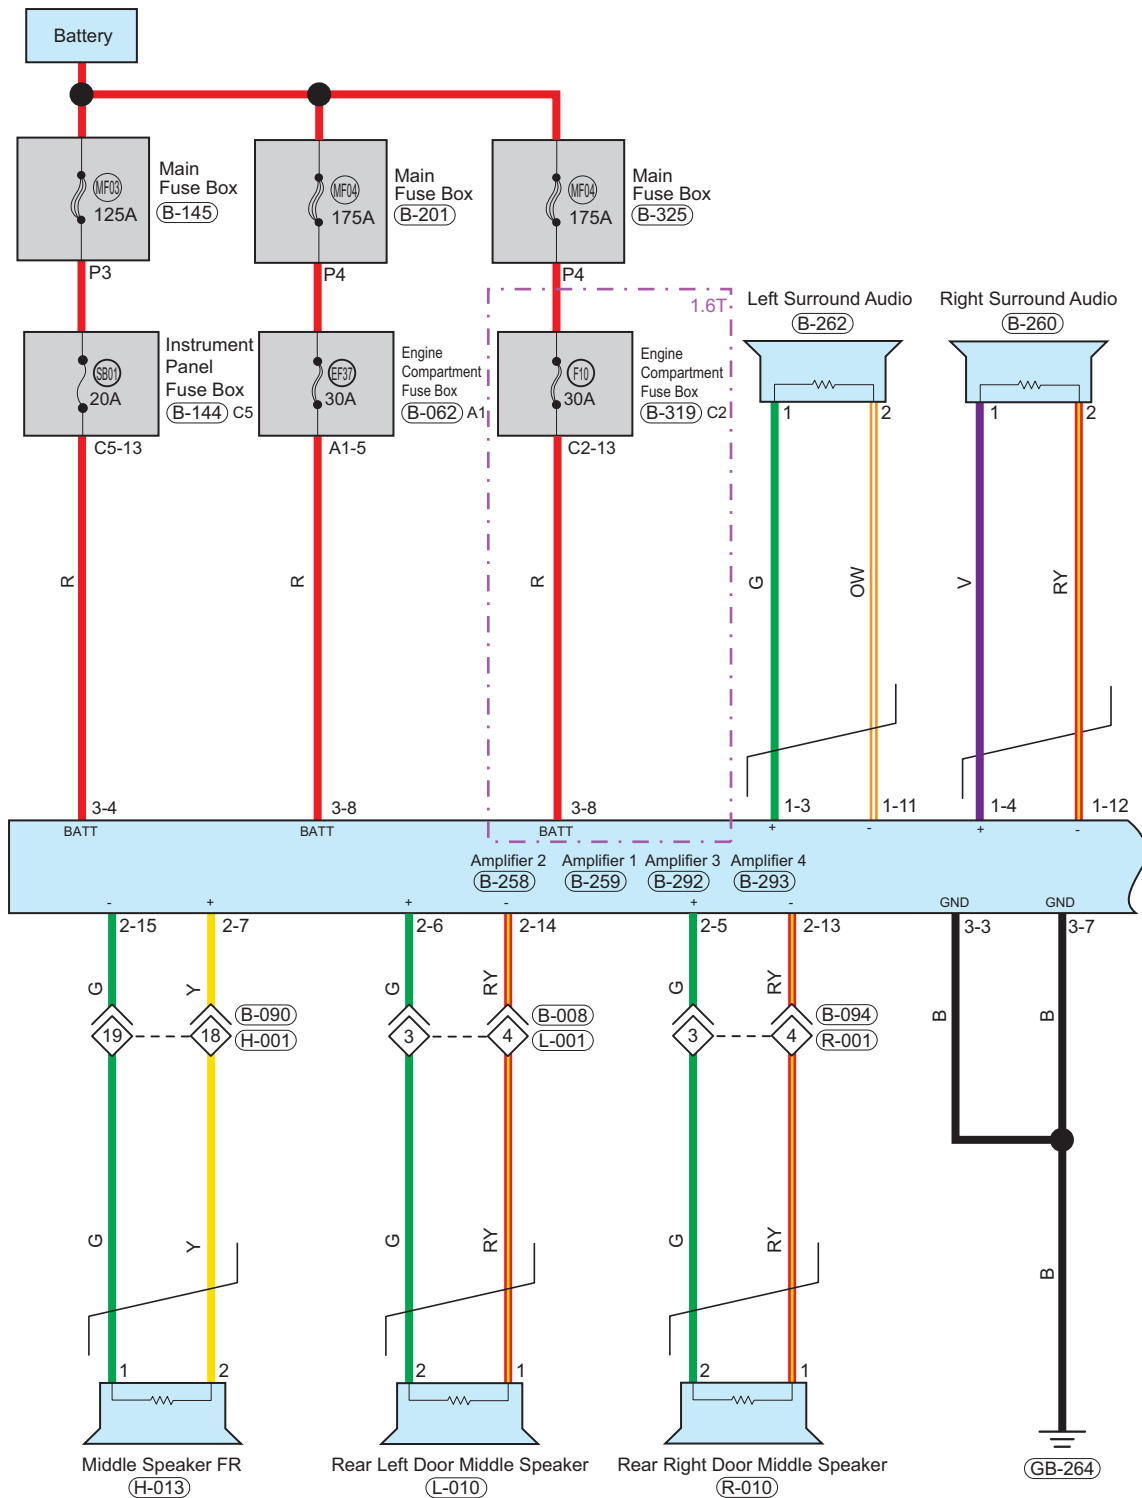 Battery
MF03
125A
Main
Fuse Box
B-145
P3
MF04
175A
Main
Fuse Box
B-201
P4
MF04
175A
Main
Fuse Box
B-325
P4
1.6T
SB01
20A
Instrument
Panel
Fuse Box
B-144 C5
C5-13
EF37
30A
Engine
Compartment
Fuse Box
B-062 A1
A1-5
F10
30A
Engine
Compartment
Fuse Box
B-319 C2
C2-13
Left Surround Audio
B-262
1 2
Right Surround Audio
B-260
1 2
R R R G OW V RY
3-4 3-8 3-8 1-3 1-11 1-4 1-12
BATT BATT BATT + - + -
Amplifier 2 Amplifier 1 Amplifier 3 Amplifier 4
B-258 B-259 B-292 B-293
- + + - + - GND GND
2-15 2-7 2-6 2-14 2-5 2-13 3-3 3-7
G Y G RY G RY B B
19 18 B-090
H-001
3 4 B-008
L-001
3 4 B-094
R-001
G Y G RY G RY B
1 2 2 1 2 1
Middle Speaker FR
H-013
Rear Left Door Middle Speaker
L-010
Rear Right Door Middle Speaker
R-010
GB-264